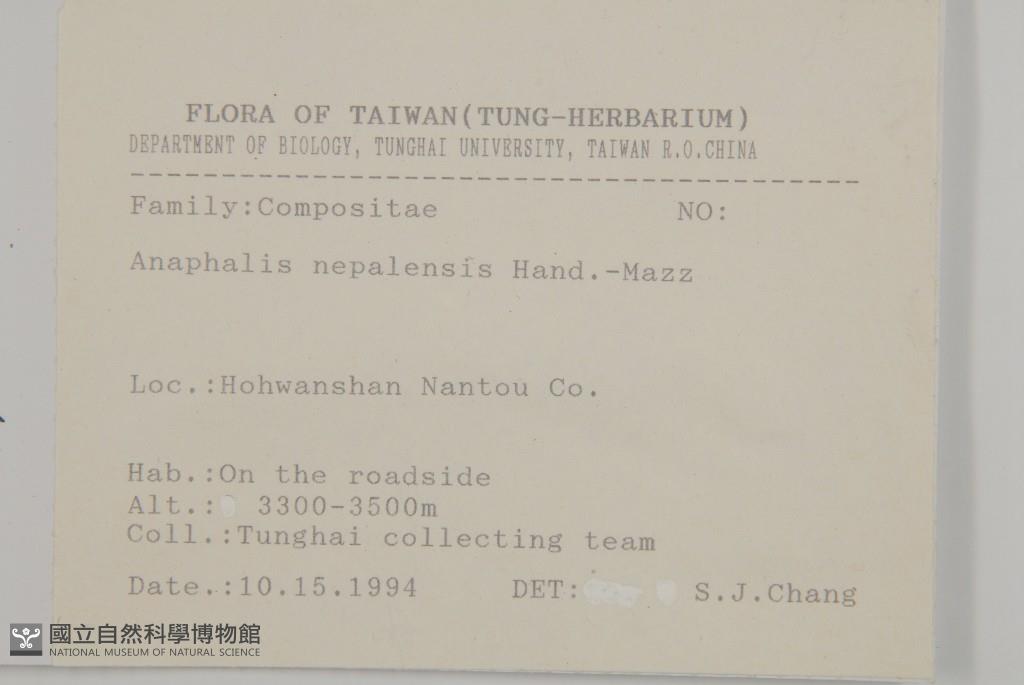 FLORA OF TAIWAN(TUNG-HERBARIUM)
DEPARTMENT OF BIOLOGY, TUNGHAI UNIVERSITY, TAIWAN R.O.CHINA
Family:Compositae NO:
Anaphalis nepalensis Hand.-Mazz
Loc.:Hohwanshan Nantou Co.
Hab.:On the roadside
Alt.: 3300-3500m
Coll.:Tunghai collecting team
Date.:10.15.1994 DET: S.J.Chang
國立自然科學博物館
NATIONAL MUSEUM OF NATURAL SCIENCE